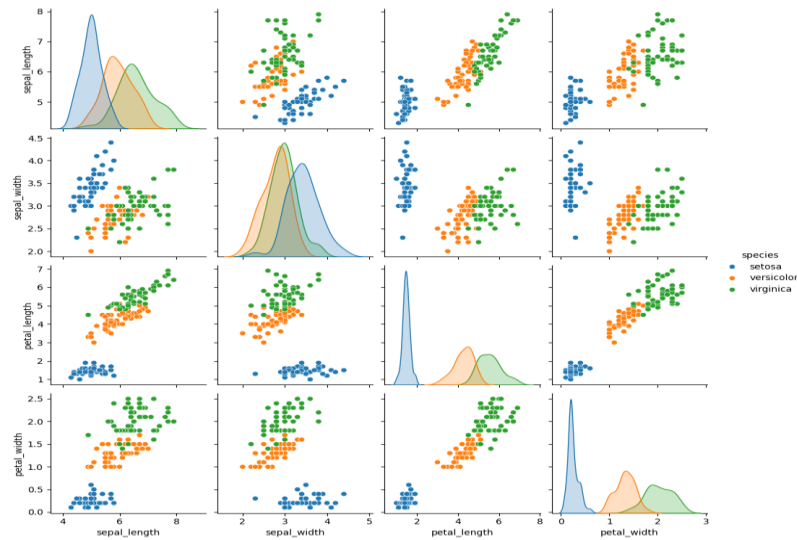 8
7
6
5
sepal_length
4.5
4.0
3.5
3.0
2.5
2.0
sepal_width
7
6
5
4
3
2
1
petal_length
2.5
2.0
1.5
1.0
0.5
0.0
petal_width
4 6 8
sepal_length
2 3 4 5
sepal_width
2 4 6 8
petal_length
0 1 2 3
petal_width
species
setosa
versicolor
virginica